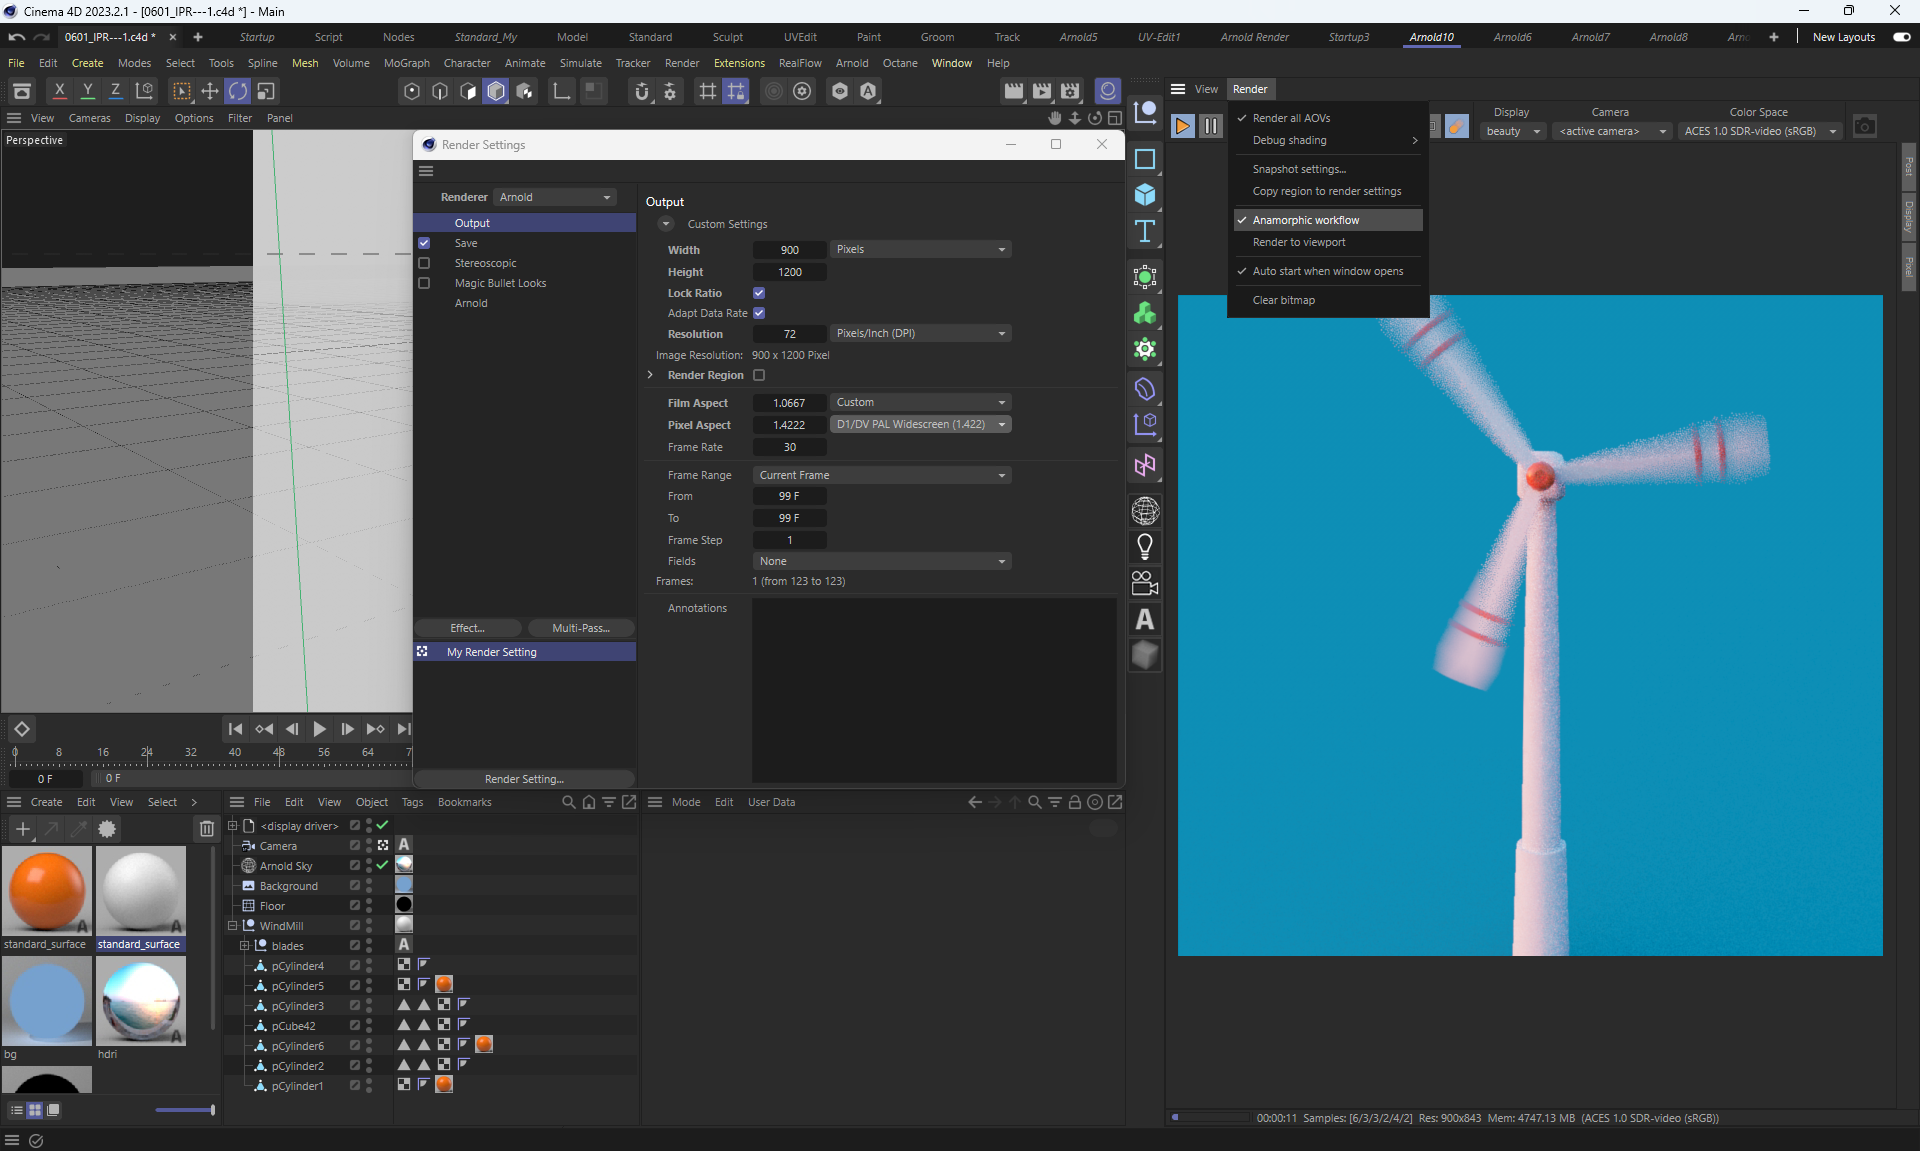 Cinema 4D 2023.2.1 - [0601_IPR---1.c4d *] - Main
0601_IPR---1.c4d *
Startup
Script
Nodes
Standard_My
Model
Standard
Sculpt
UVEdit
Paint
Groom
Track
Arnold5
UV-Edit1
Arnold Render
Startup3
Arnold10
Arnold6
Arnold7
Arnold8
New Layouts
File Edit Create Modes Select Tools Spline Mesh Volume MoGraph Character Animate Simulate Tracker Render Extensions RealFlow Arnold Octane Window Help
X Y Z
View Cameras Display Options Filter Panel
Perspective
Render Settings
Renderer Arnold
Output
Save
Stereoscopic
Magic Bullet Looks
Arnold
Effect...
Multi-Pass...
My Render Setting
Render Setting...
Output
Custom Settings
Width 900 Pixels
Height 1200
Lock Ratio
Adapt Data Rate
Resolution 72 Pixels/Inch (DPI)
Image Resolution: 900 x 1200 Pixel
Render Region
Film Aspect 1.0667 Custom
Pixel Aspect 1.4222 D1/DV PAL Widescreen (1.422)
Frame Rate 30
Frame Range Current Frame
From 99 F
To 99 F
Frame Step 1
Fields None
Frames: 1 (from 123 to 123)
Annotations
View Render
Render all AOVs
Debug shading
Snapshot settings...
Copy region to render settings
Anamorphic workflow
Render to viewport
Auto start when window opens
Clear bitmap
Display
Camera
Color Space
beauty
<active camera>
ACES 1.0 SDR-video (sRGB)
Post
Display
Pixel
0 8 16 24 32 40 48 56 64 7
0 F
0 F
Create Edit View Select
standard_surface
standard_surface
bg
hdri
File Edit View Object Tags Bookmarks
<display driver>
Camera
Arnold Sky
Background
Floor
WindMill
blades
pCylinder4
pCylinder5
pCylinder3
pCube42
pCylinder6
pCylinder2
pCylinder1
Mode Edit User Data
00:00:11 Samples: [6/3/3/2/4/2] Res: 900x843 Mem: 4747.13 MB (ACES 1.0 SDR-video (sRGB))